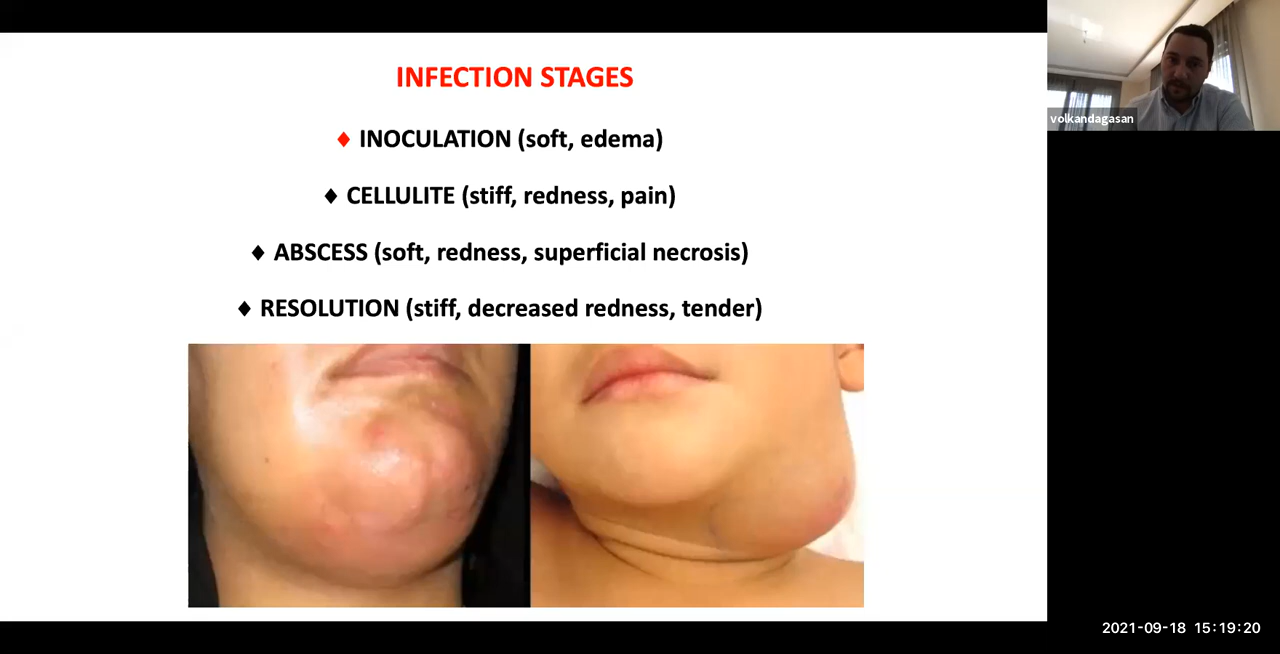 INFECTION STAGES
♦ INOCULATION (soft, edema)
♦ CELLULITE (stiff, redness, pain)
♦ ABSCESS (soft, redness, superficial necrosis)
♦ RESOLUTION (stiff, decreased redness, tender)
volkandagasan
2021-09-18 15:19:20